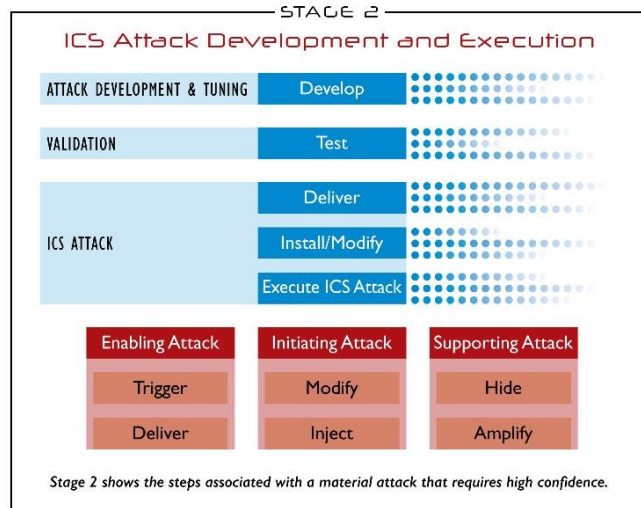 STAGE 2
ICS Attack Development and Execution
ATTACK DEVELOPMENT & TUNING
Develop
VALIDATION
Test
ICS ATTACK
Deliver
Install/Modify
Execute ICS Attack
Enabling Attack
Initiating Attack
Supporting Attack
Trigger
Modify
Hide
Deliver
Inject
Amplify
Stage 2 shows the steps associated with a material attack that requires high confidence.